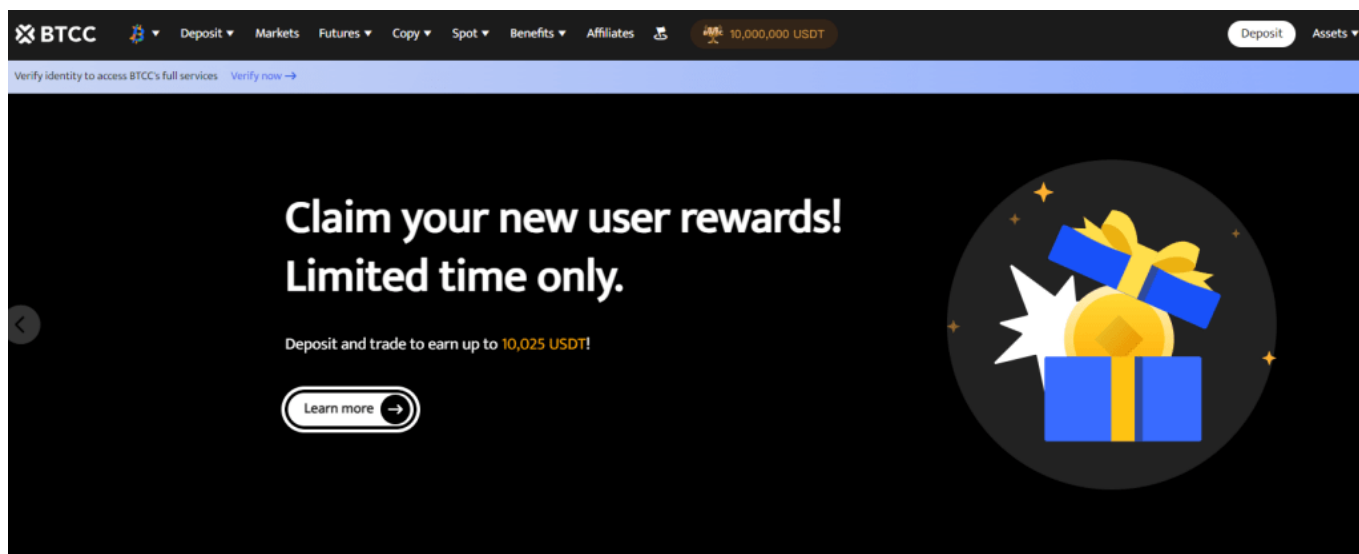 BTCC Deposit Markets Futures Copy Spot Benefits Affiliates 10,000,000 USDT Deposit Assets
Verify identity to access BTCC's full services Verify now →
Claim your new user rewards!
Limited time only.
Deposit and trade to earn up to 10,025 USDT!
Learn more →